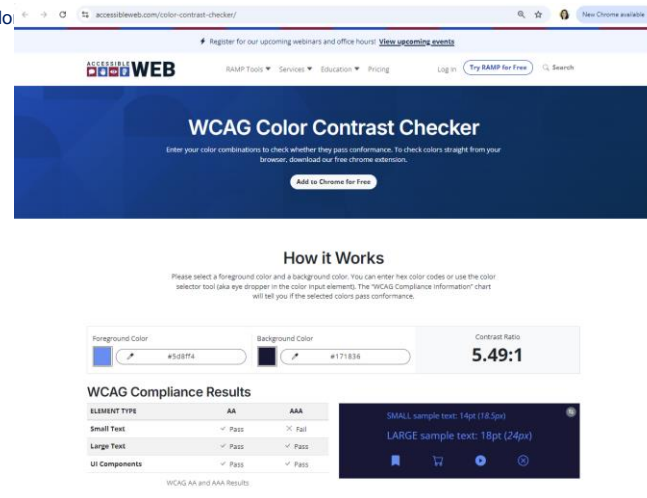 lo
accessibleweb.com/color-contrast-checker/
New Chrome available
Register for our upcoming webinars and office hours! View upcoming events
ACCESSIBLE WEB
RAMP Tools Services Education Pricing Log In Try RAMP for Free Search
WCAG Color Contrast Checker
Enter your color combinations to check whether they pass conformance. To check colors straight from your
browser, download our free chrome extension.
Add to Chrome for Free
How it Works
Please select a foreground color and a background color. You can enter hex color codes or use the color
selector tool (aka eye dropper in the color input element). The "WCAG Compliance Information" chart
will tell you if the selected colors pass conformance.
Foreground Color Background Color Contrast Ratio
#5d8ff4 #171836 5.49:1
WCAG Compliance Results
ELEMENT TYPE AA AAA
Small Text Pass Fail
Large Text Pass Pass
UI Components Pass Pass
WCAG AA and AAA Results
SMALL sample text: 14pt (18.5px)
LARGE sample text: 18pt (24px)